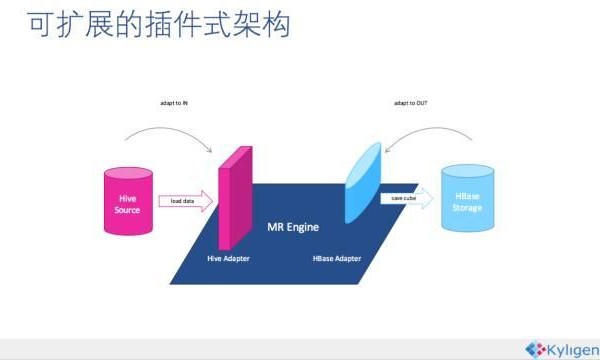 可扩展的插件式架构
adapt to IN
adapt to OUT
Hive
Source
load data
MR Engine
save cube
HBase
Storage
Hive Adapter
HBase Adapter
Kyligen